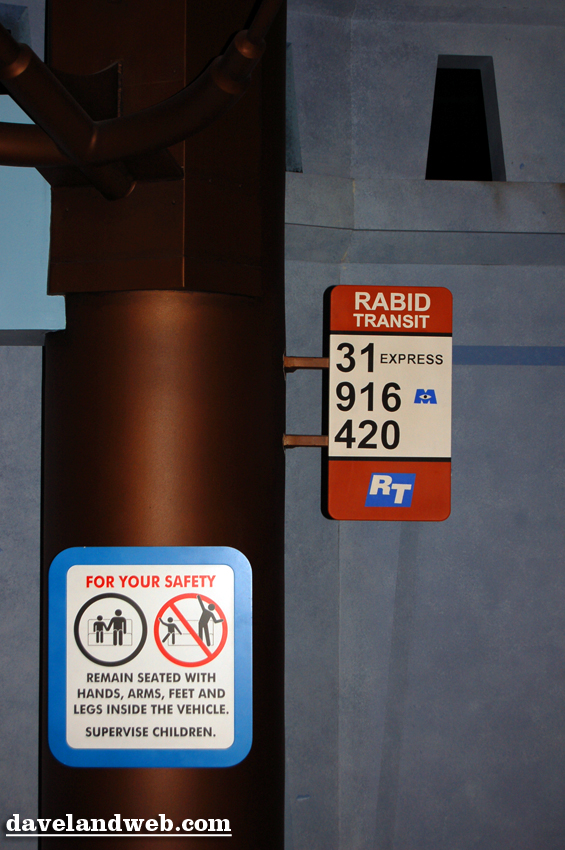 RABID
TRANSIT
31 EXPRESS
916 M
420
RT
FOR YOUR SAFETY
REMAIN SEATED WITH
HANDS, ARMS, FEET AND
LEGS INSIDE THE VEHICLE.
SUPERVISE CHILDREN.
davelandweb.com